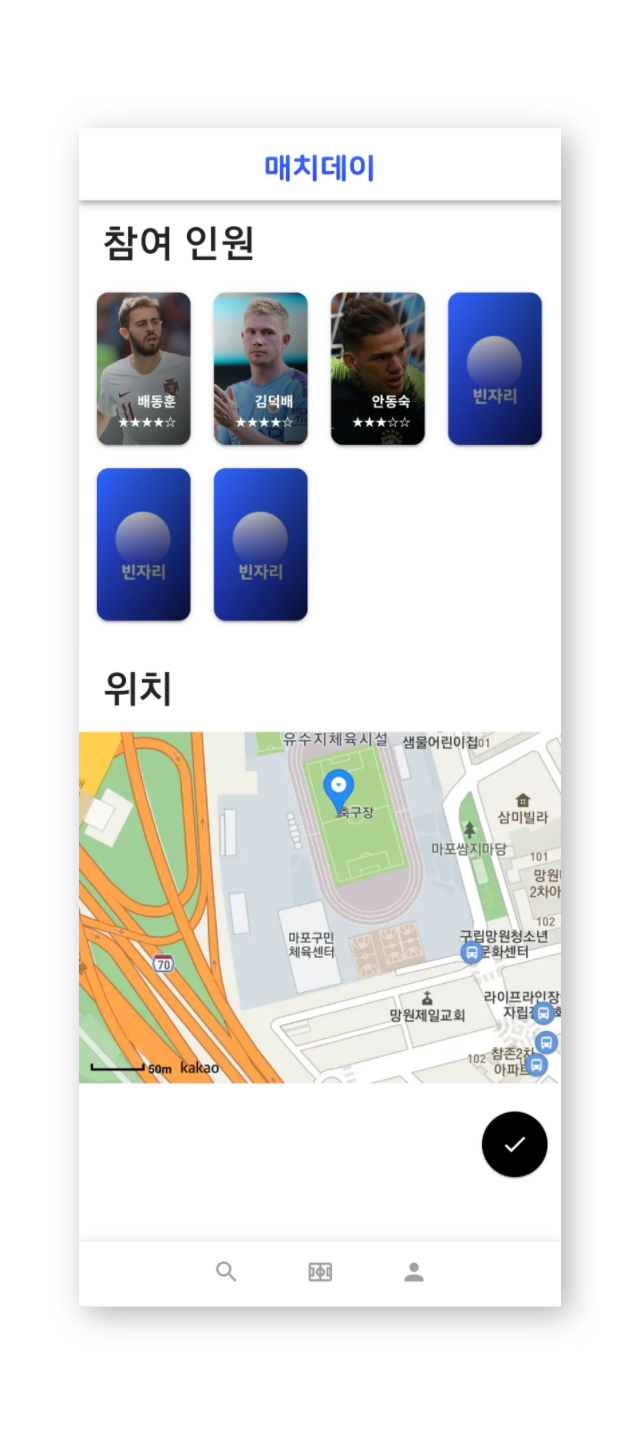 매치데이
참여 인원
배동훈
★★★★☆
김덕배
★★★★☆
안동숙
★★★☆☆
빈자리
빈자리
빈자리
위치
유수지체육시설
샘물어린이집01
축구장
삼미빌라
마포쌈지마당
101
2차아
102
마포구민
체육센터
구립망원청소년
문화센터
70
라이프라인장
망원제일교회
102 참존2차
아파트
50m kakao